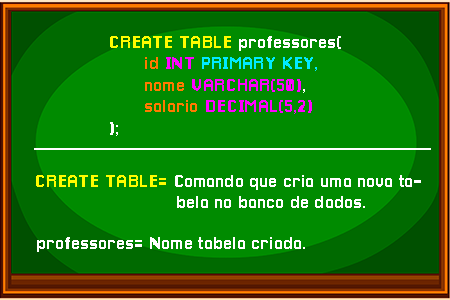 CREATE TABLE professores(
id INT PRIMARY KEY,
nome VARCHAR(50),
salario DECIMAL(5,2)
);
CREATE TABLE= Comando que cria uma nova ta-
bela no banco de dados.
professores= Nome tabela criada.